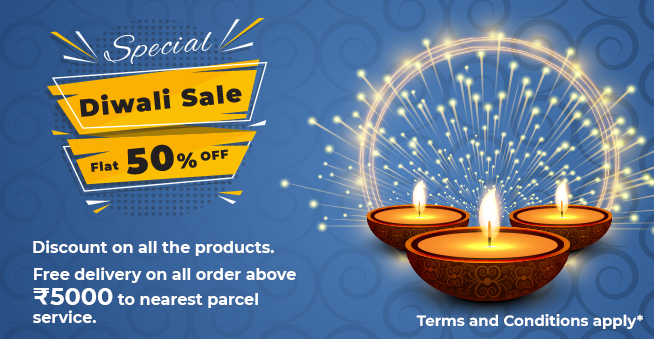 Special
Diwali Sale
Flat 50% OFF
Discount on all the products.
Free delivery on all order above
₹5000 to nearest parcel
service.
Terms and Conditions apply*